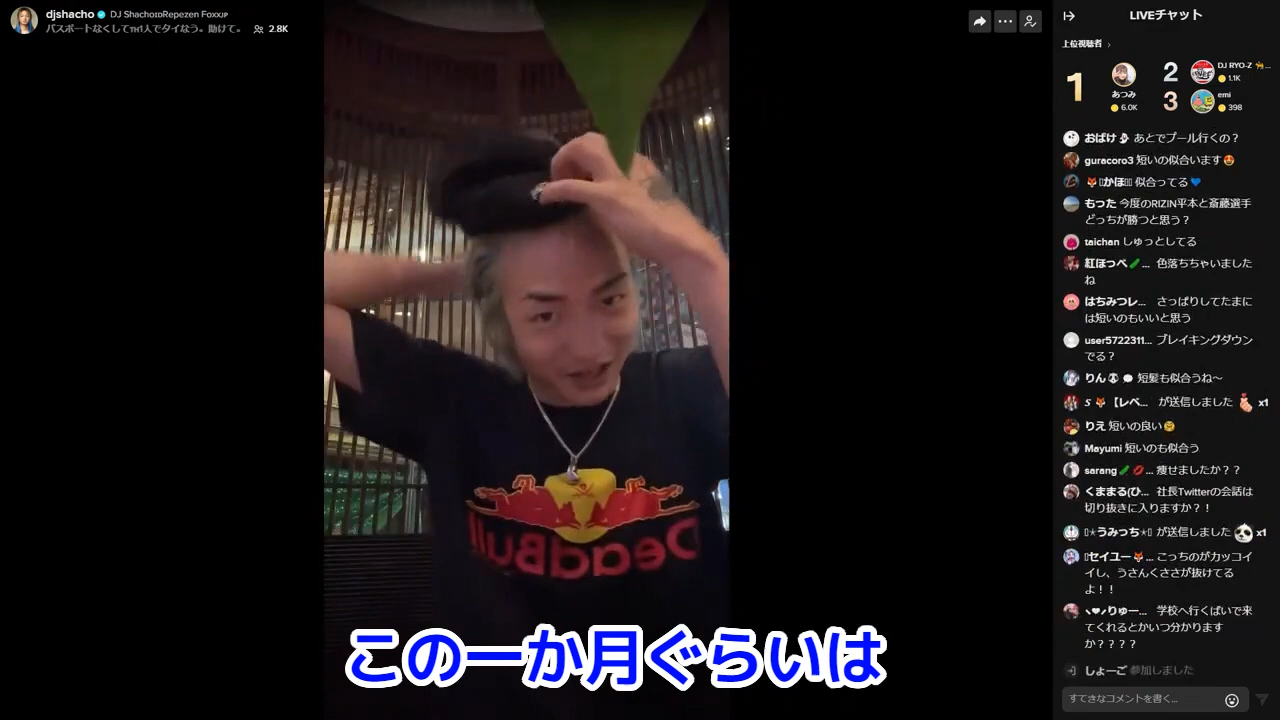 djshacho DJ ShachoIDRepezen Foxxjp
パスポートなくしてTH1人でタイなう。助けて。 2.8K
LIVEチャット
上位視聴者
1 あつみ 6.0K
2 DJ RYO-Z 1.1K
3 emi 398
おばけ あとでプール行くの？
guracoro3 短いの似合います😍
かほ 似合ってる💙
もった 今度のRIZIN平本と斎藤選手
どっちが勝つと思う？
taichan しゅっとしてる
紅ほっぺ ... 色落ちちゃいました
ね
はちみつレ... さっぱりしてたまに
は短いのもいいと思う
user5722311... ブレイキングダウン
でる？
りん 短髪も似合うね〜
S 【レベ... が送信しました x1
りえ 短いの良い
Mayumi 短いのも似合う
sarang ... 痩せましたか？？
くままる(ひ... 社長Twitterの会話は
切り抜きに入りますか？！
うみっち が送信しました x1
セイユー ... こっちのがカッコイ
イし、うさんくささが抜けてる
よ！！
りゅー... 学校へ行くばいで来
てくれるとかいつ分かります
か？？？？
しょーご 参加しました
すてきなコメントを書く...
DeadBull
この一か月ぐらいは